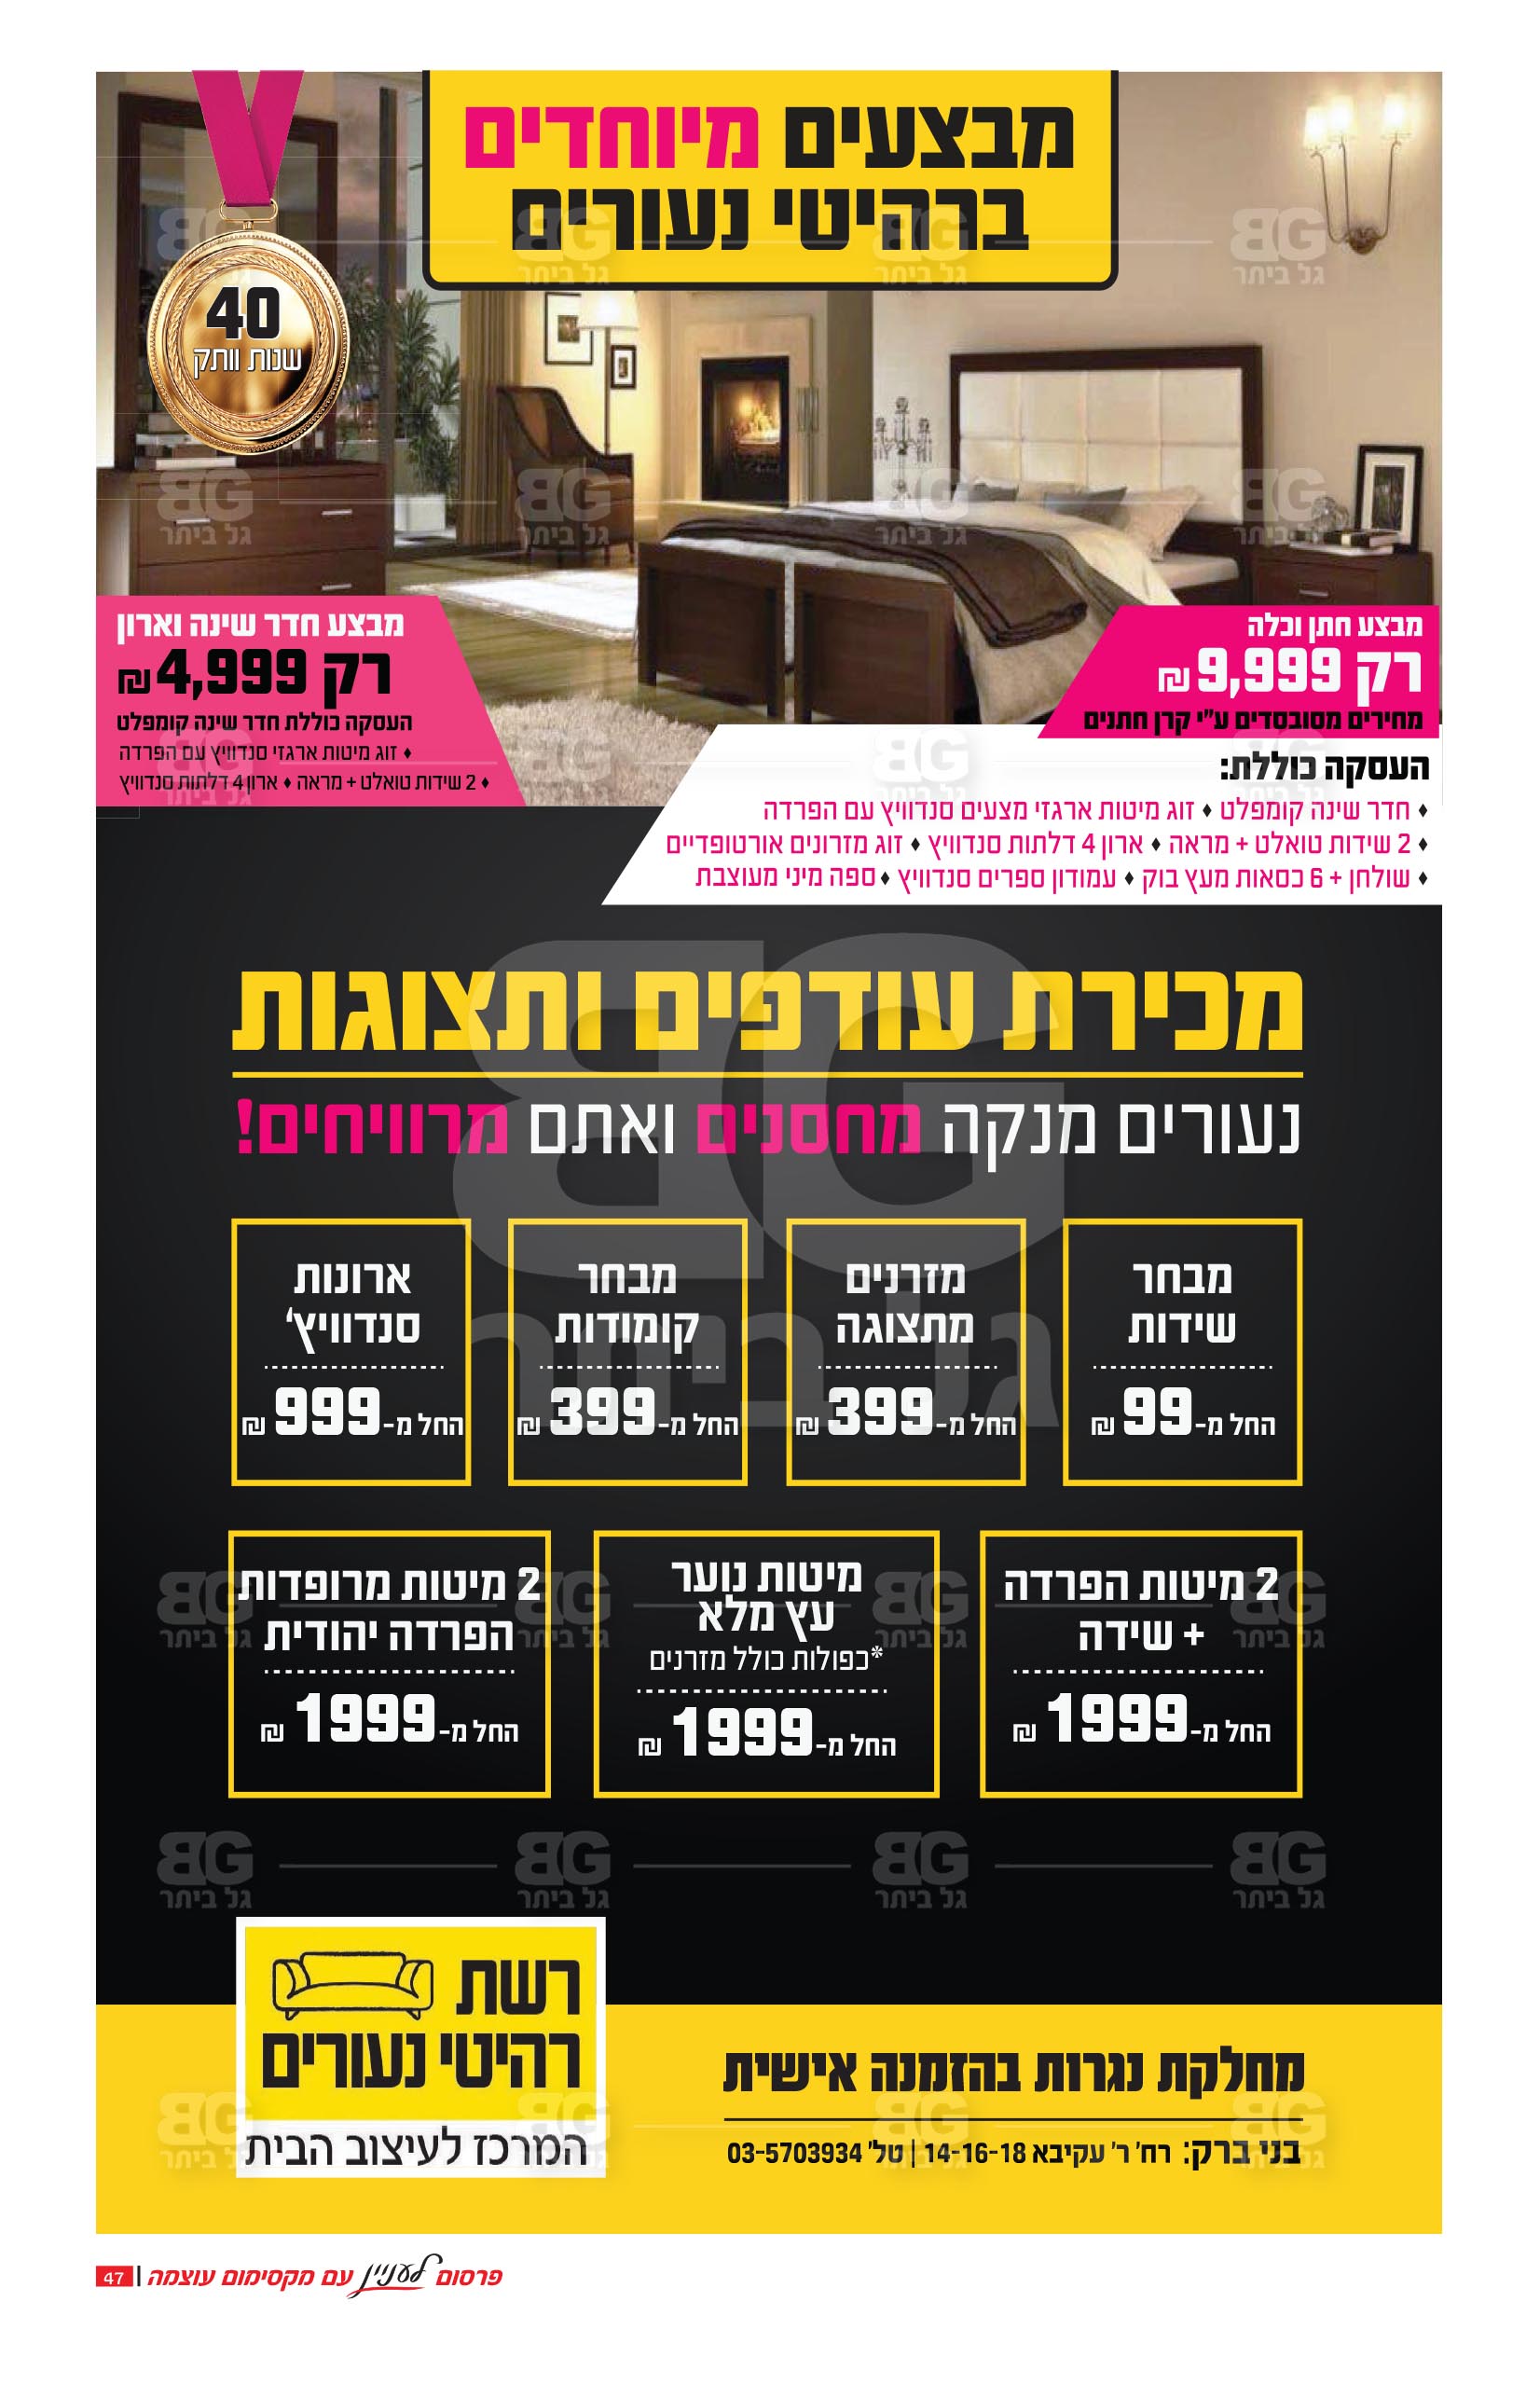 מבצעים מיוחדים
ברהיטי נעורים
40
שנות וותק
מבצע חתן וכלה
רק 9,999 ₪
מחירים מסובסדים ע"י קרן חתנים
העסקה כוללת:
♦ חדר שינה קומפלט ♦ זוג מיטות ארגזי מצעים סנדוויץ עם הפרדה
♦ 2 שידות טואלט + מראה ♦ ארון 4 דלתות סנדוויץ ♦ זוג מזרונים אורטופדיים
♦ שולחן + 6 כסאות מעץ בוק ♦ עמודון ספרים סנדוויץ ♦ ספה מיני מעוצבת
מבצע חדר שינה וארון
רק 4,999 ₪
העסקה כוללת חדר שינה קומפלט
♦ זוג מיטות ארגזי סנדוויץ עם הפרדה
♦ 2 שידות טואלט + מראה ♦ ארון 4 דלתות סנדוויץ
מכירת עודפים ותצוגות
נעורים מנקה מחסנים ואתם מרוויחים!
מבחר
שידות
החל מ-99 ₪
מזרנים
מתצוגה
החל מ-399 ₪
מבחר
קומודות
החל מ-399 ₪
ארונות
סנדוויץ'
החל מ-999 ₪
2 מיטות הפרדה
+ שידה
החל מ-1999 ₪
מיטות נוער
עץ מלא
*כפולות כולל מזרנים
החל מ-1999 ₪
2 מיטות מרופדות
הפרדה יהודית
החל מ-1999 ₪
רשת
רהיטי נעורים
המרכז לעיצוב הבית
מחלקת נגרות בהזמנה אישית
בני ברק: רח' ר' עקיבא 14-16-18 | טל' 03-5703934
פרסום לעניין עם מקסימום עוצמה | 47
BG
גל ביתר